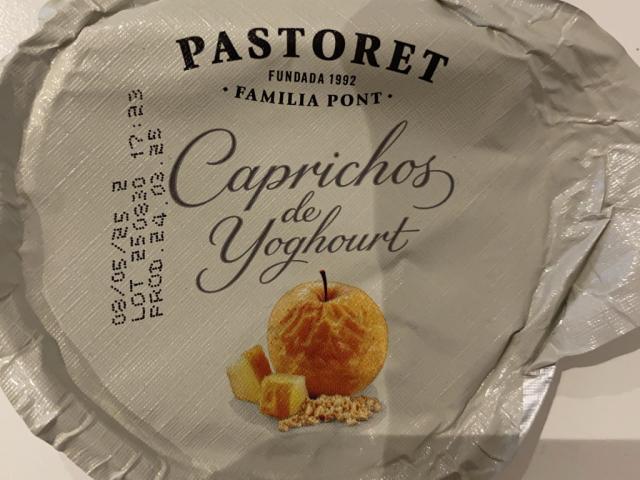 PASTORET
FUNDADA 1992
· FAMILIA PONT ·
Caprichos
de
Yoghourt
08/05/25 2
LOT 250830 17:23
PROD.24.03.25